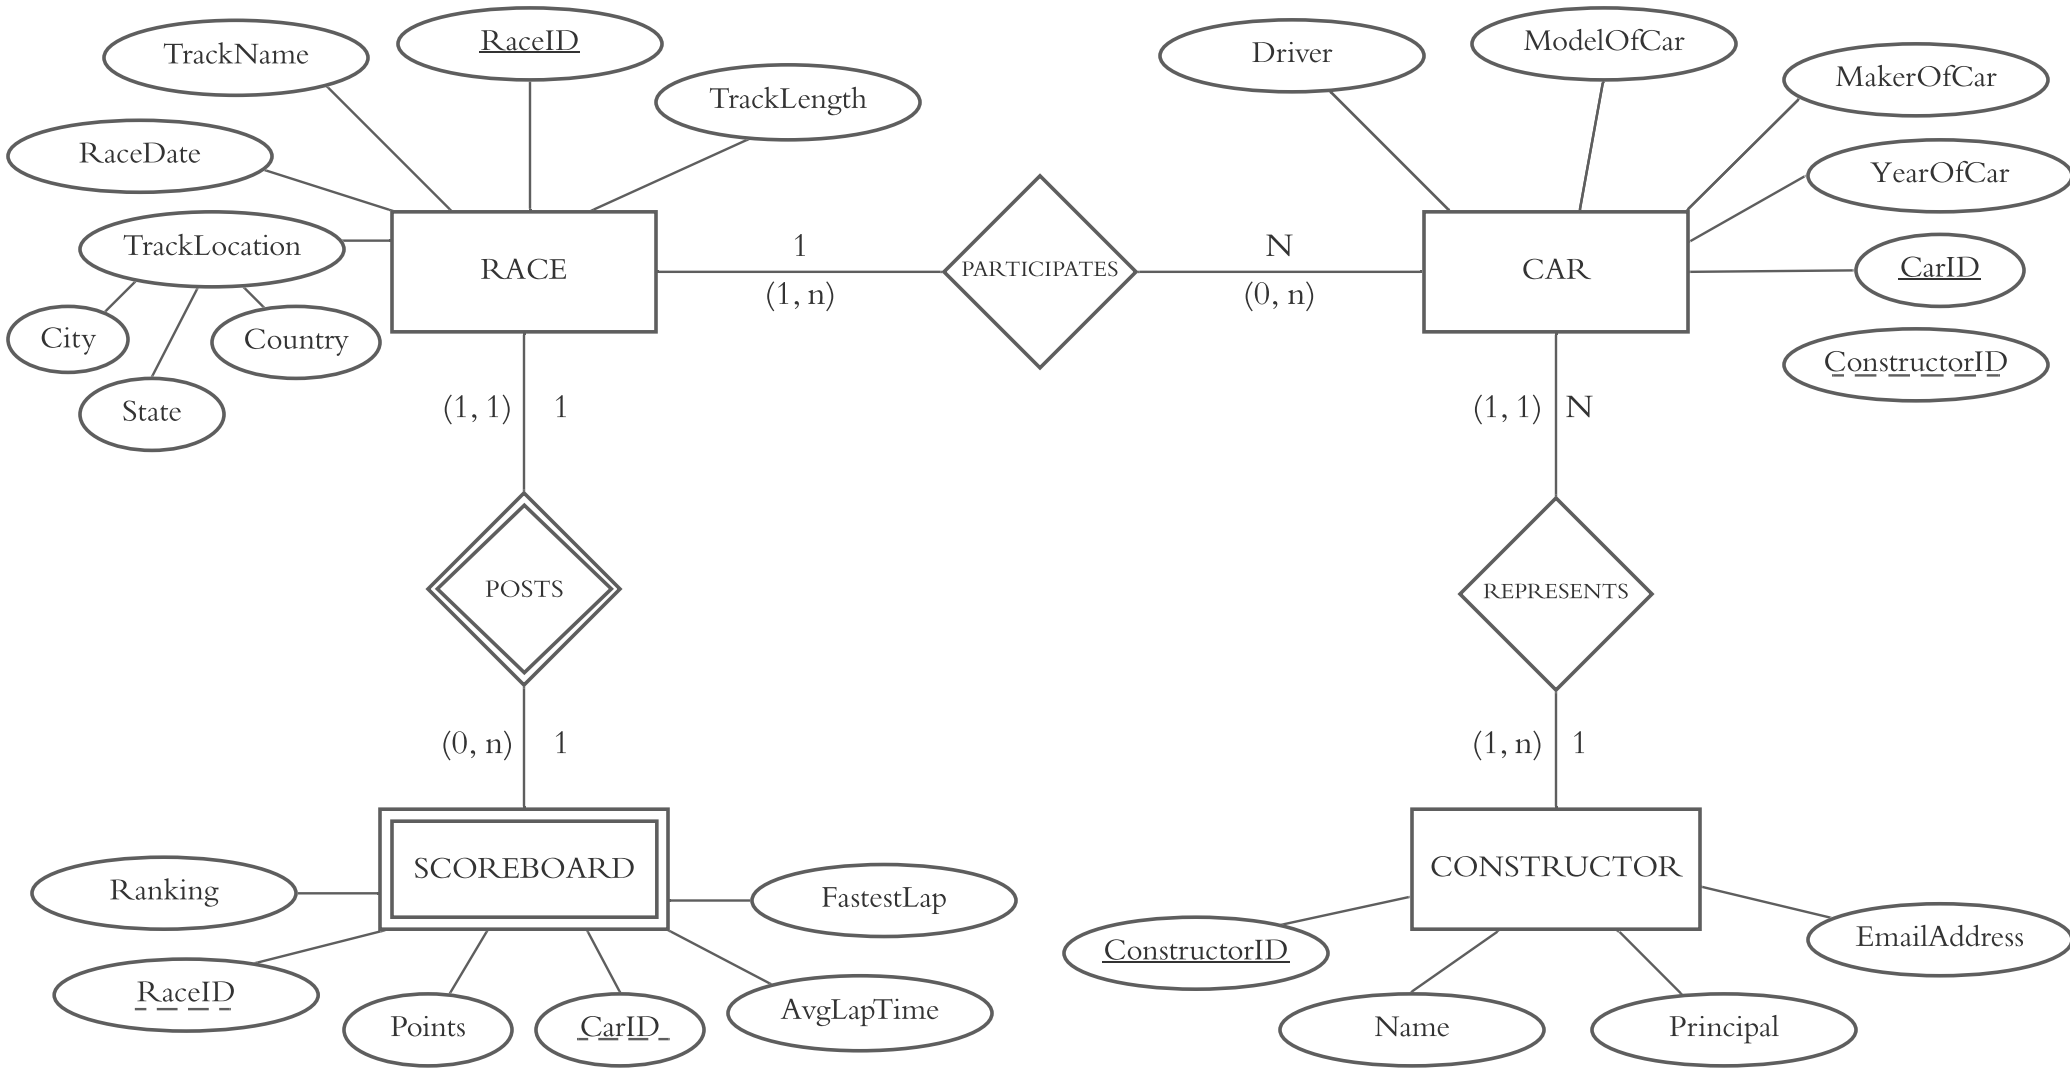 RaceID
TrackName
TrackLength
RaceDate
TrackLocation
City
Country
State
RACE
1
(1, n)
PARTICIPATES
N
(0, n)
Driver
ModelOfCar
MakerOfCar
YearOfCar
CarID
ConstructorID
CAR
(1, 1) 1
POSTS
(0, n) 1
SCOREBOARD
Ranking
RaceID
Points
CarID
AvgLapTime
FastestLap
(1, 1) N
REPRESENTS
(1, n) 1
CONSTRUCTOR
ConstructorID
Name
Principal
EmailAddress